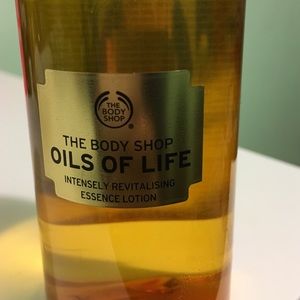 THE
BODY
SHOP
®
THE BODY SHOP
OILS OF LIFE
INTENSELY REVITALISING
ESSENCE LOTION